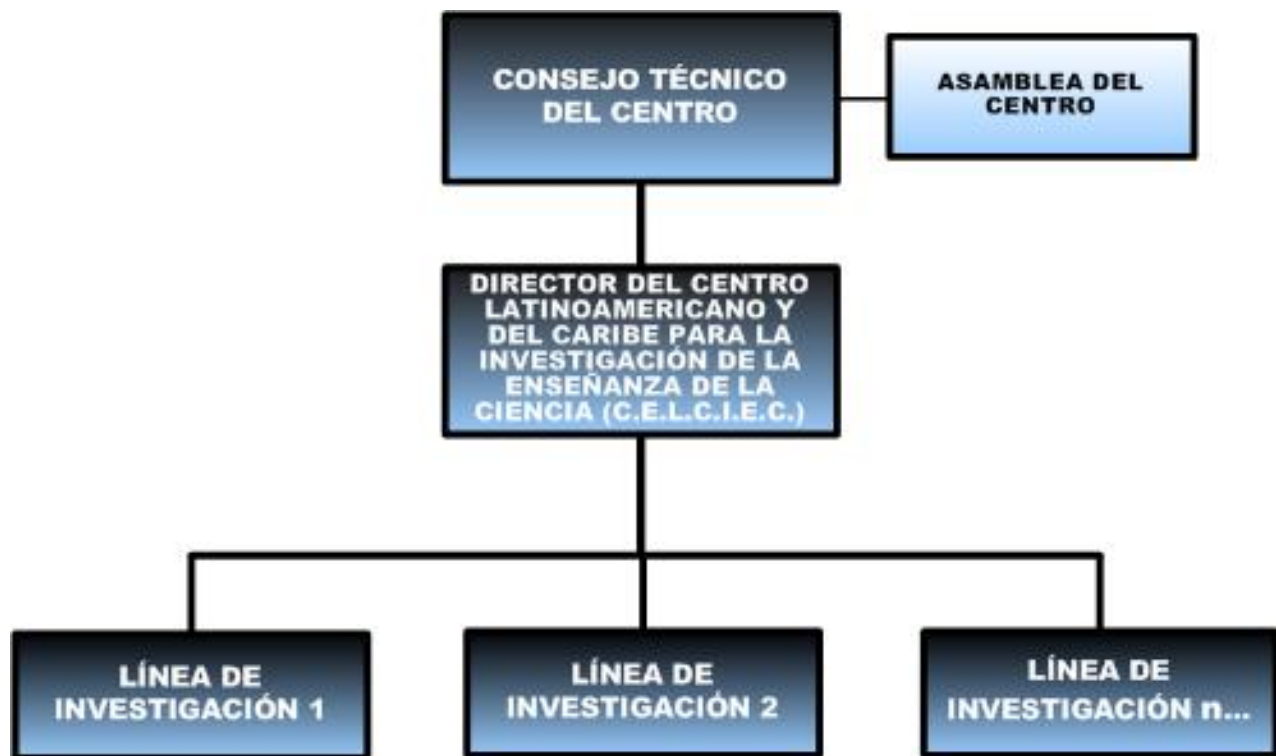 CONSEJO TÉCNICO
DEL CENTRO
ASAMBLEA DEL
CENTRO
DIRECTOR DEL CENTRO
LATINOAMERICANO Y
DEL CARIBE PARA LA
INVESTIGACIÓN DE LA
ENSEÑANZA DE LA
CIENCIA (C.E.L.C.I.E.C.)
LÍNEA DE
INVESTIGACIÓN 1
LÍNEA DE
INVESTIGACIÓN 2
LÍNEA DE
INVESTIGACIÓN n...